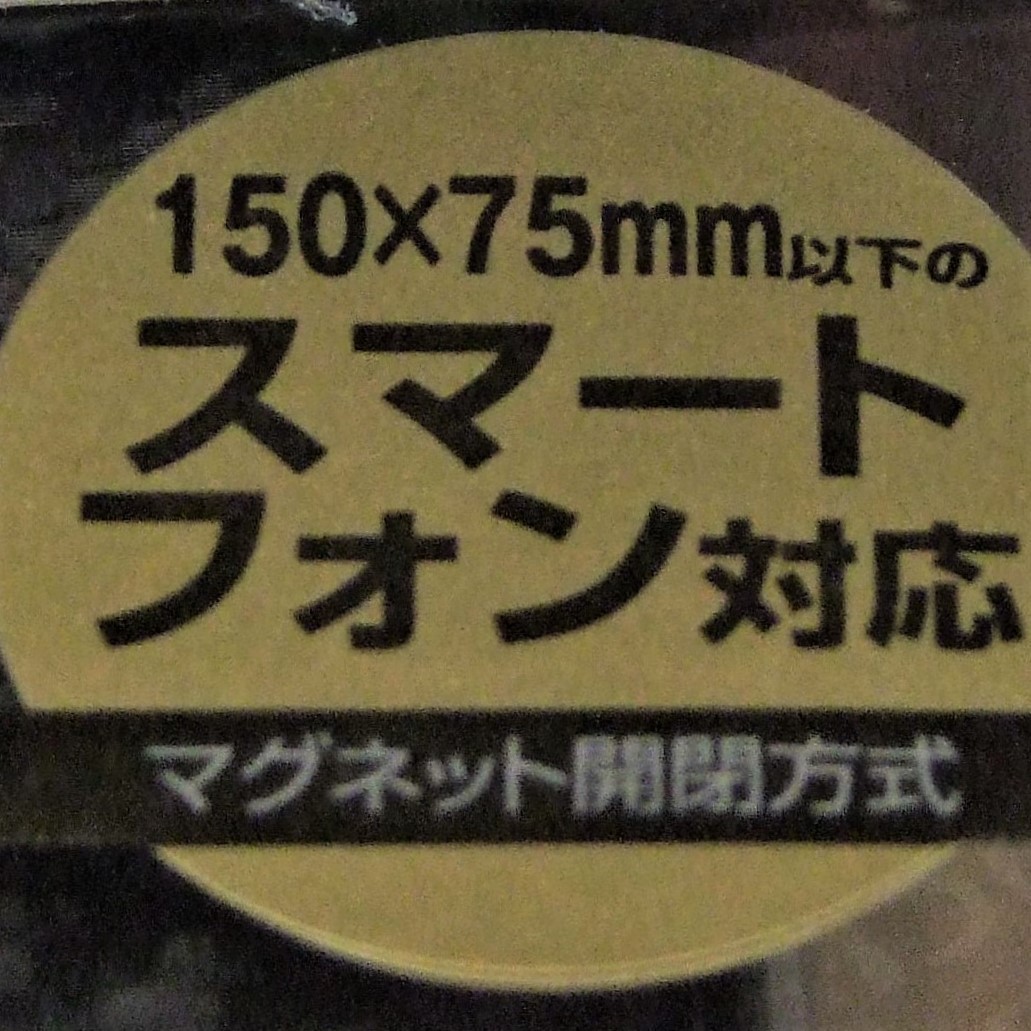 150×75mm以下の
スマート
フォン対応
マグネット開閉方式